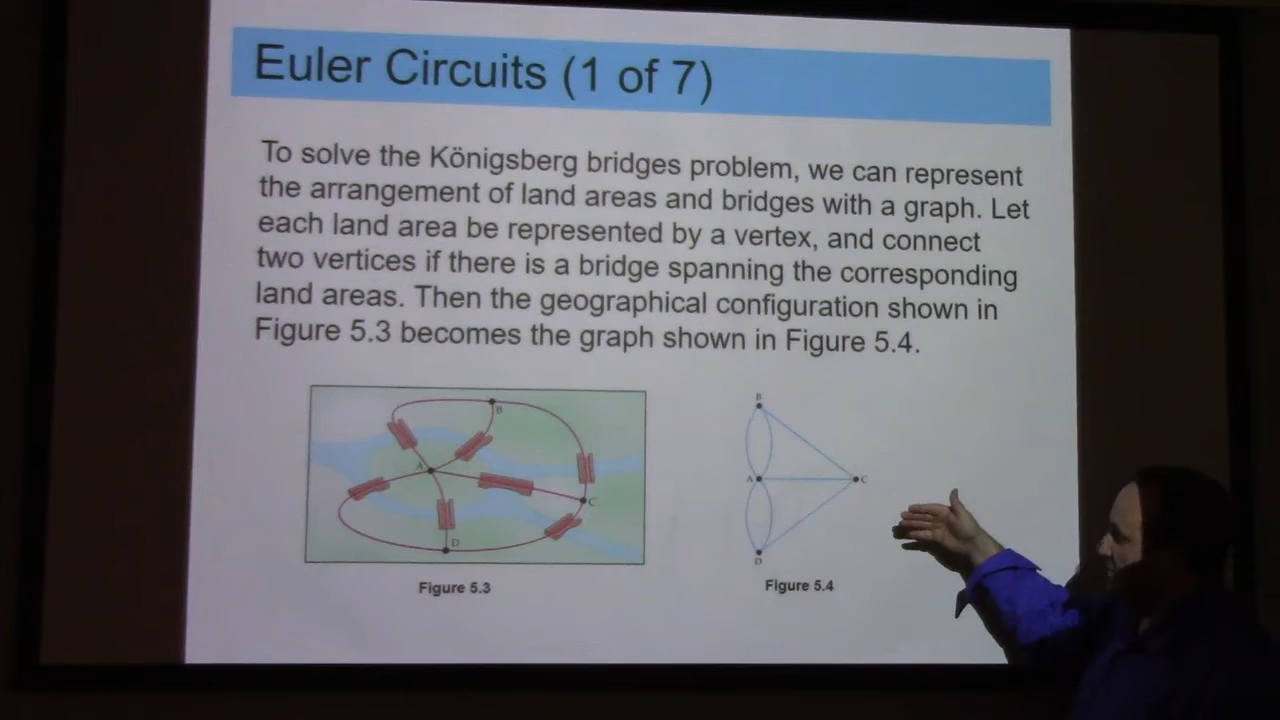 Euler Circuits (1 of 7)
To solve the Königsberg bridges problem, we can represent
the arrangement of land areas and bridges with a graph. Let
each land area be represented by a vertex, and connect
two vertices if there is a bridge spanning the corresponding
land areas. Then the geographical configuration shown in
Figure 5.3 becomes the graph shown in Figure 5.4.
B
A
C
D
Figure 5.3
B
A
C
D
Figure 5.4